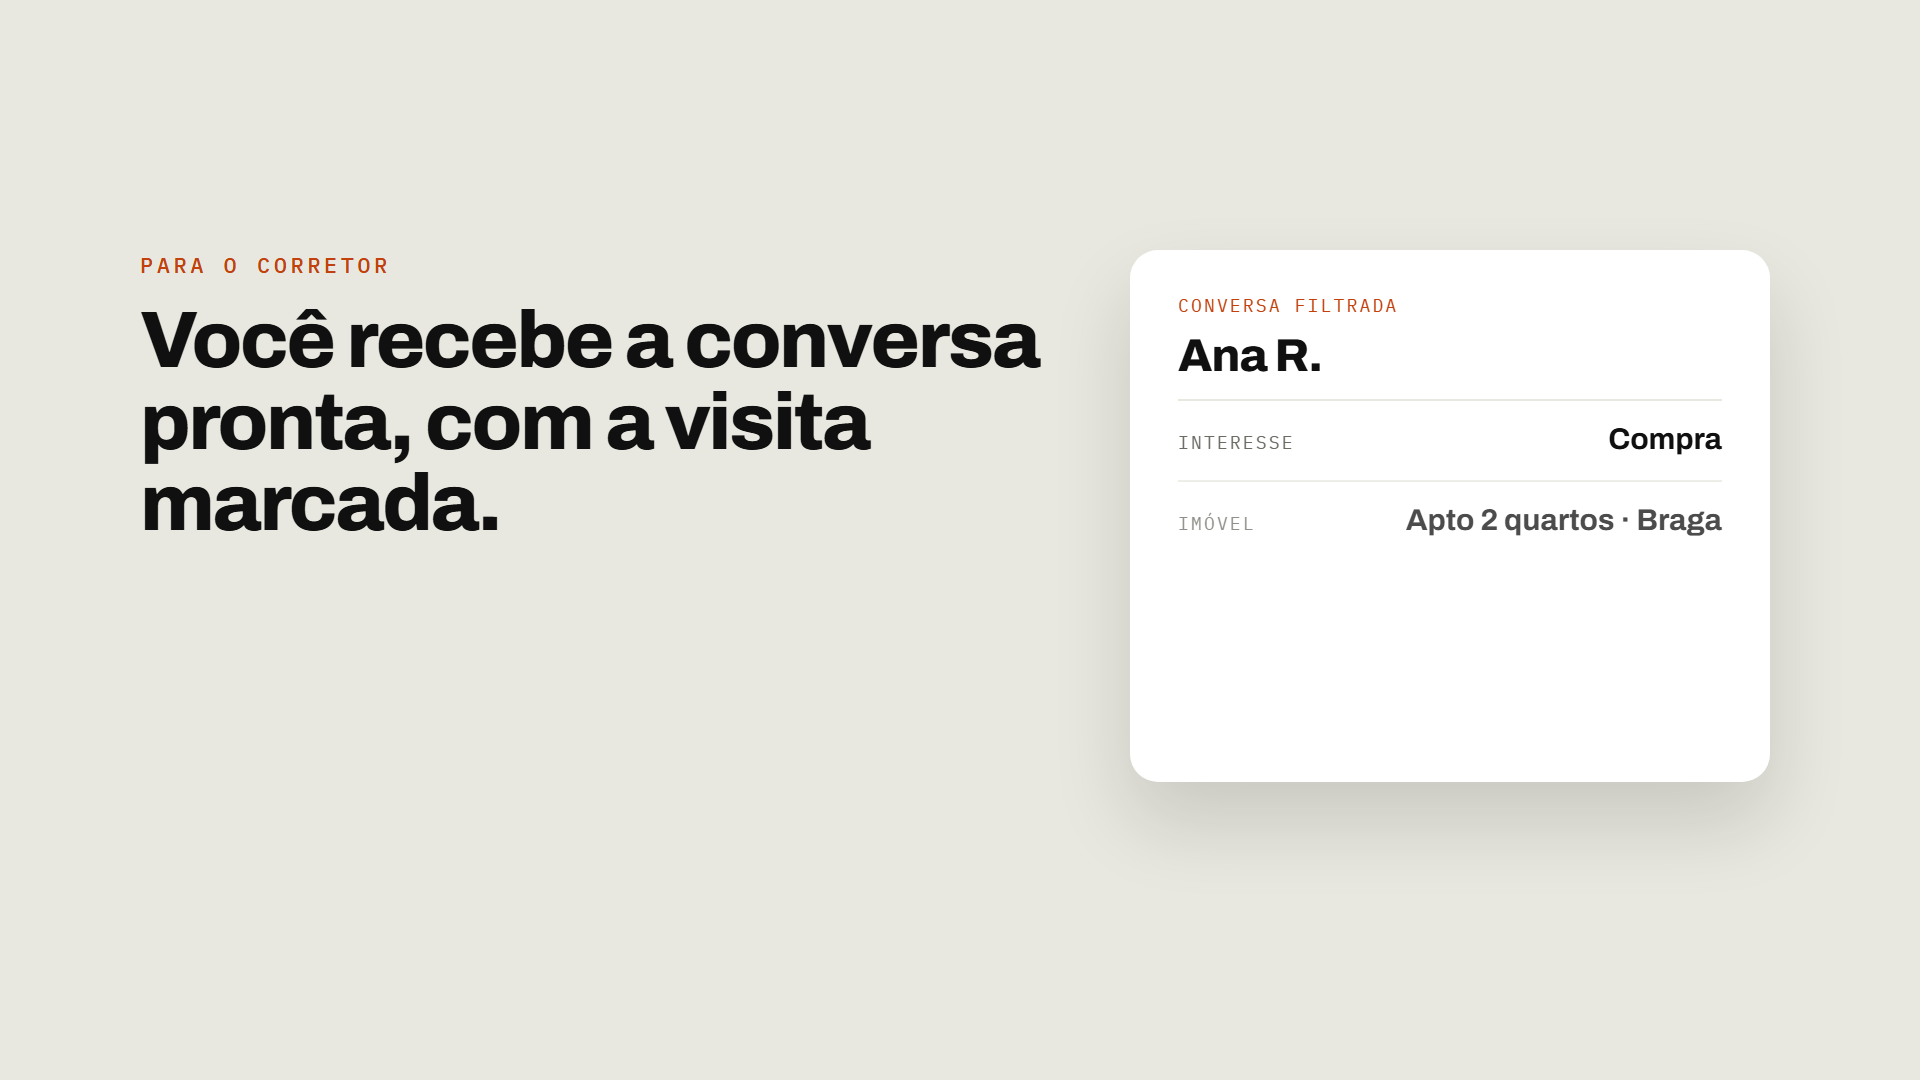 PARA O CORRETOR
Você recebe a conversa
pronta, com a visita
marcada.
CONVERSA FILTRADA
Ana R.
INTERESSE Compra
IMÓVEL Apto 2 quartos · Braga